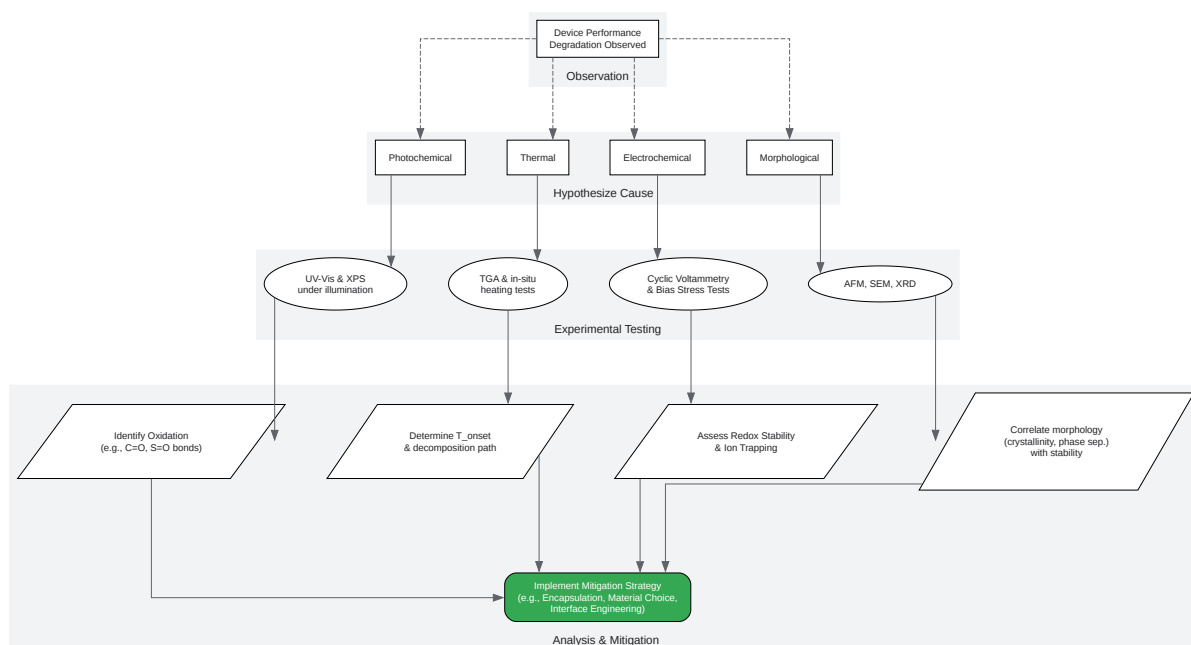 Device Performance
Degradation Observed
Observation
Photochemical
Thermal
Electrochemical
Morphological
Hypothesize Cause
UV-Vis & XPS
under illumination
TGA & in-situ
heating tests
Cyclic Voltammetry
& Bias Stress Tests
AFM, SEM, XRD
Experimental Testing
Identify Oxidation
(e.g., C=O, S=O bonds)
Determine T_onset
& decomposition path
Assess Redox Stability
& Ion Trapping
Correlate morphology
(crystallinity, phase sep.)
with stability
Implement Mitigation Strategy
(e.g., Encapsulation, Material Choice,
Interface Engineering)
Analysis & Mitigation